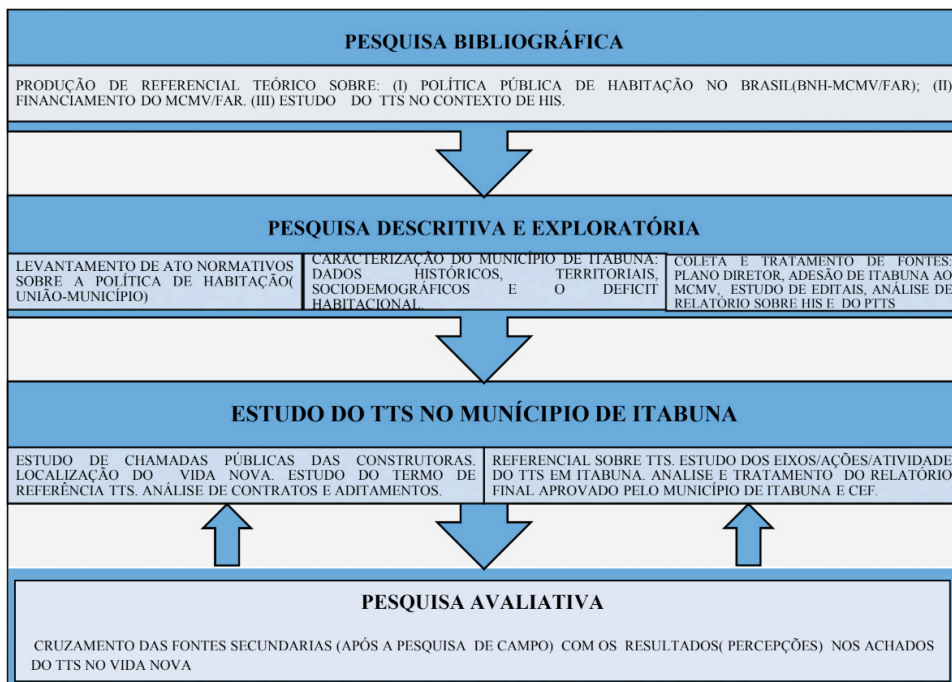 PESQUISA BIBLIOGRÁFICA
PRODUÇÃO DE REFERENCIAL TEÓRICO SOBRE: (I) POLÍTICA PÚBLICA DE HABITAÇÃO NO BRASIL(BNH-MCMV/FAR); (II)
FINANCIAMENTO DO MCMV/FAR. (III) ESTUDO DO TTS NO CONTEXTO DE HIS.
PESQUISA DESCRITIVA E EXPLORATÓRIA
LEVANTAMENTO DE ATO NORMATIVOS
SOBRE A POLÍTICA DE HABITAÇÃO(
UNIÃO-MUNICÍPIO)
CARACTERIZAÇÃO DO MUNICÍPIO DE ITABUNA:
DADOS HISTÓRICOS, TERRITORIAIS,
SOCIODEMOGRÁFICOS E O DEFICIT
HABITACIONAL.
COLETA E TRATAMENTO DE FONTES:
PLANO DIRETOR, ADESÃO DE ITABUNA AO
MCMV, ESTUDO DE EDITAIS, ANÁLISE DE
RELATÓRIO SOBRE HIS E DO PTTS
ESTUDO DO TTS NO MUNÍCIPIO DE ITABUNA
ESTUDO DE CHAMADAS PÚBLICAS DAS CONSTRUTORAS.
LOCALIZAÇÃO DO VIDA NOVA. ESTUDO DO TERMO DE
REFERÊNCIA TTS. ANÁLISE DE CONTRATOS E ADITAMENTOS.
REFERENCIAL SOBRE TTS. ESTUDO DOS EIXOS/AÇÕES/ATIVIDADE
DO TTS EM ITABUNA. ANALISE E TRATAMENTO DO RELATÓRIO
FINAL APROVADO PELO MUNICÍPIO DE ITABUNA E CEF.
PESQUISA AVALIATIVA
CRUZAMENTO DAS FONTES SECUNDARIAS (APÓS A PESQUISA DE CAMPO) COM OS RESULTADOS( PERCEPÇÕES) NOS ACHADOS
DO TTS NO VIDA NOVA